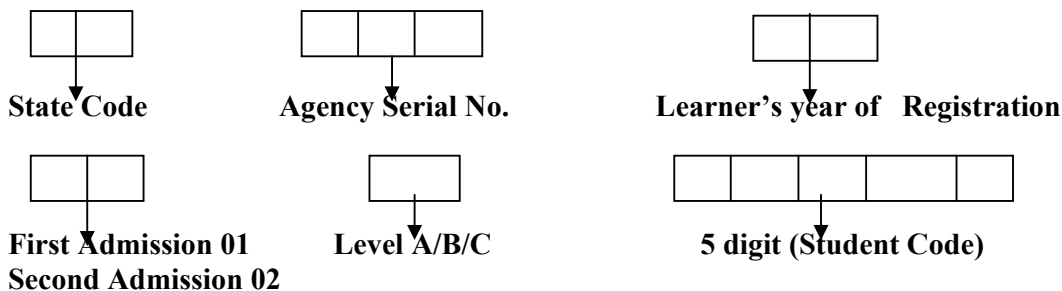 State Code Agency Serial No. Learner’s year of Registration
First Admission 01 Level A/B/C 5 digit (Student Code)
Second Admission 02